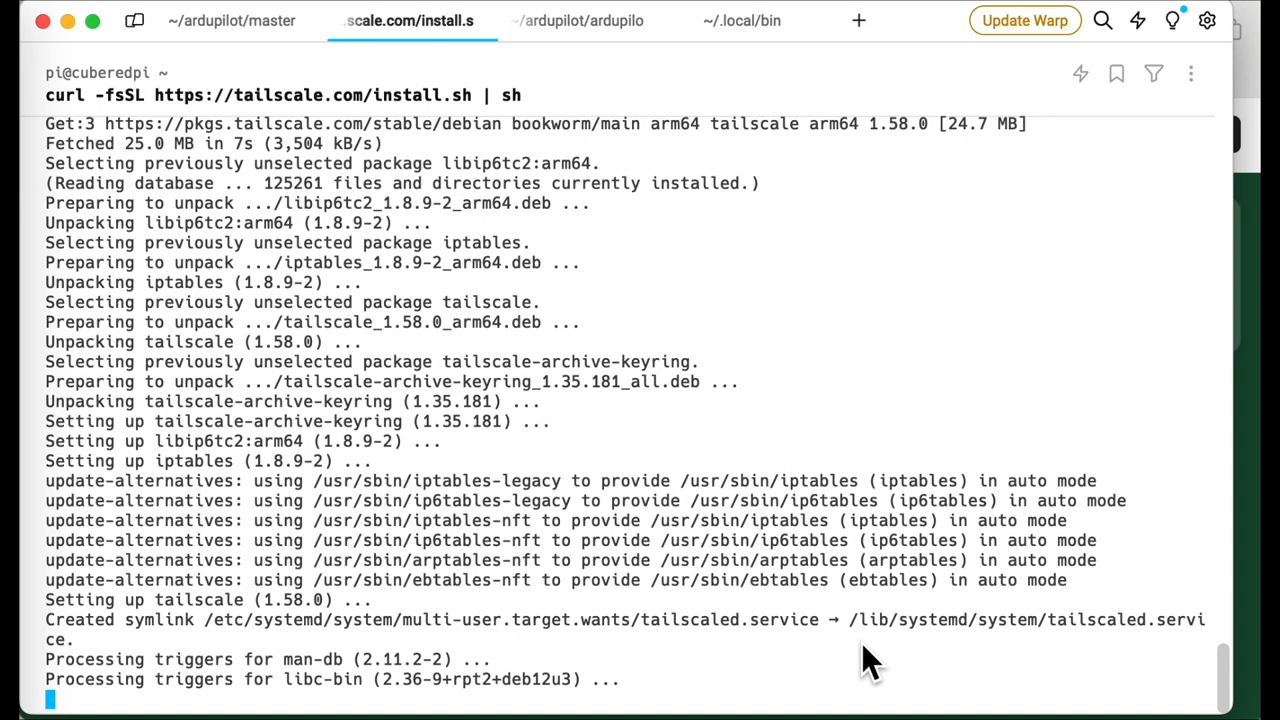 ~/ardupilot/master
.scale.com/install.s
~/ardupilot/ardupilo
~/.local/bin
+
Update Warp
pi@cuberedpi ~
curl -fsSL https://tailscale.com/install.sh | sh
Get:3 https://pkgs.tailscale.com/stable/debian bookworm/main arm64 tailscale arm64 1.58.0 [24.7 MB]
Fetched 25.0 MB in 7s (3,504 kB/s)
Selecting previously unselected package libip6tc2:arm64.
(Reading database ... 125261 files and directories currently installed.)
Preparing to unpack .../libip6tc2_1.8.9-2_arm64.deb ...
Unpacking libip6tc2:arm64 (1.8.9-2) ...
Selecting previously unselected package iptables.
Preparing to unpack .../iptables_1.8.9-2_arm64.deb ...
Unpacking iptables (1.8.9-2) ...
Selecting previously unselected package tailscale.
Preparing to unpack .../tailscale_1.58.0_arm64.deb ...
Unpacking tailscale (1.58.0) ...
Selecting previously unselected package tailscale-archive-keyring.
Preparing to unpack .../tailscale-archive-keyring_1.35.181_all.deb ...
Unpacking tailscale-archive-keyring (1.35.181) ...
Setting up tailscale-archive-keyring (1.35.181) ...
Setting up libip6tc2:arm64 (1.8.9-2) ...
Setting up iptables (1.8.9-2) ...
update-alternatives: using /usr/sbin/iptables-legacy to provide /usr/sbin/iptables (iptables) in auto mode
update-alternatives: using /usr/sbin/ip6tables-legacy to provide /usr/sbin/ip6tables (ip6tables) in auto mode
update-alternatives: using /usr/sbin/iptables-nft to provide /usr/sbin/iptables (iptables) in auto mode
update-alternatives: using /usr/sbin/ip6tables-nft to provide /usr/sbin/ip6tables (ip6tables) in auto mode
update-alternatives: using /usr/sbin/arptables-nft to provide /usr/sbin/arptables (arptables) in auto mode
update-alternatives: using /usr/sbin/ebtables-nft to provide /usr/sbin/ebtables (ebtables) in auto mode
Setting up tailscale (1.58.0) ...
Created symlink /etc/systemd/system/multi-user.target.wants/tailscaled.service → /lib/systemd/system/tailscaled.servi
ce.
Processing triggers for man-db (2.11.2-2) ...
Processing triggers for libc-bin (2.36-9+rpt2+deb12u3) ...